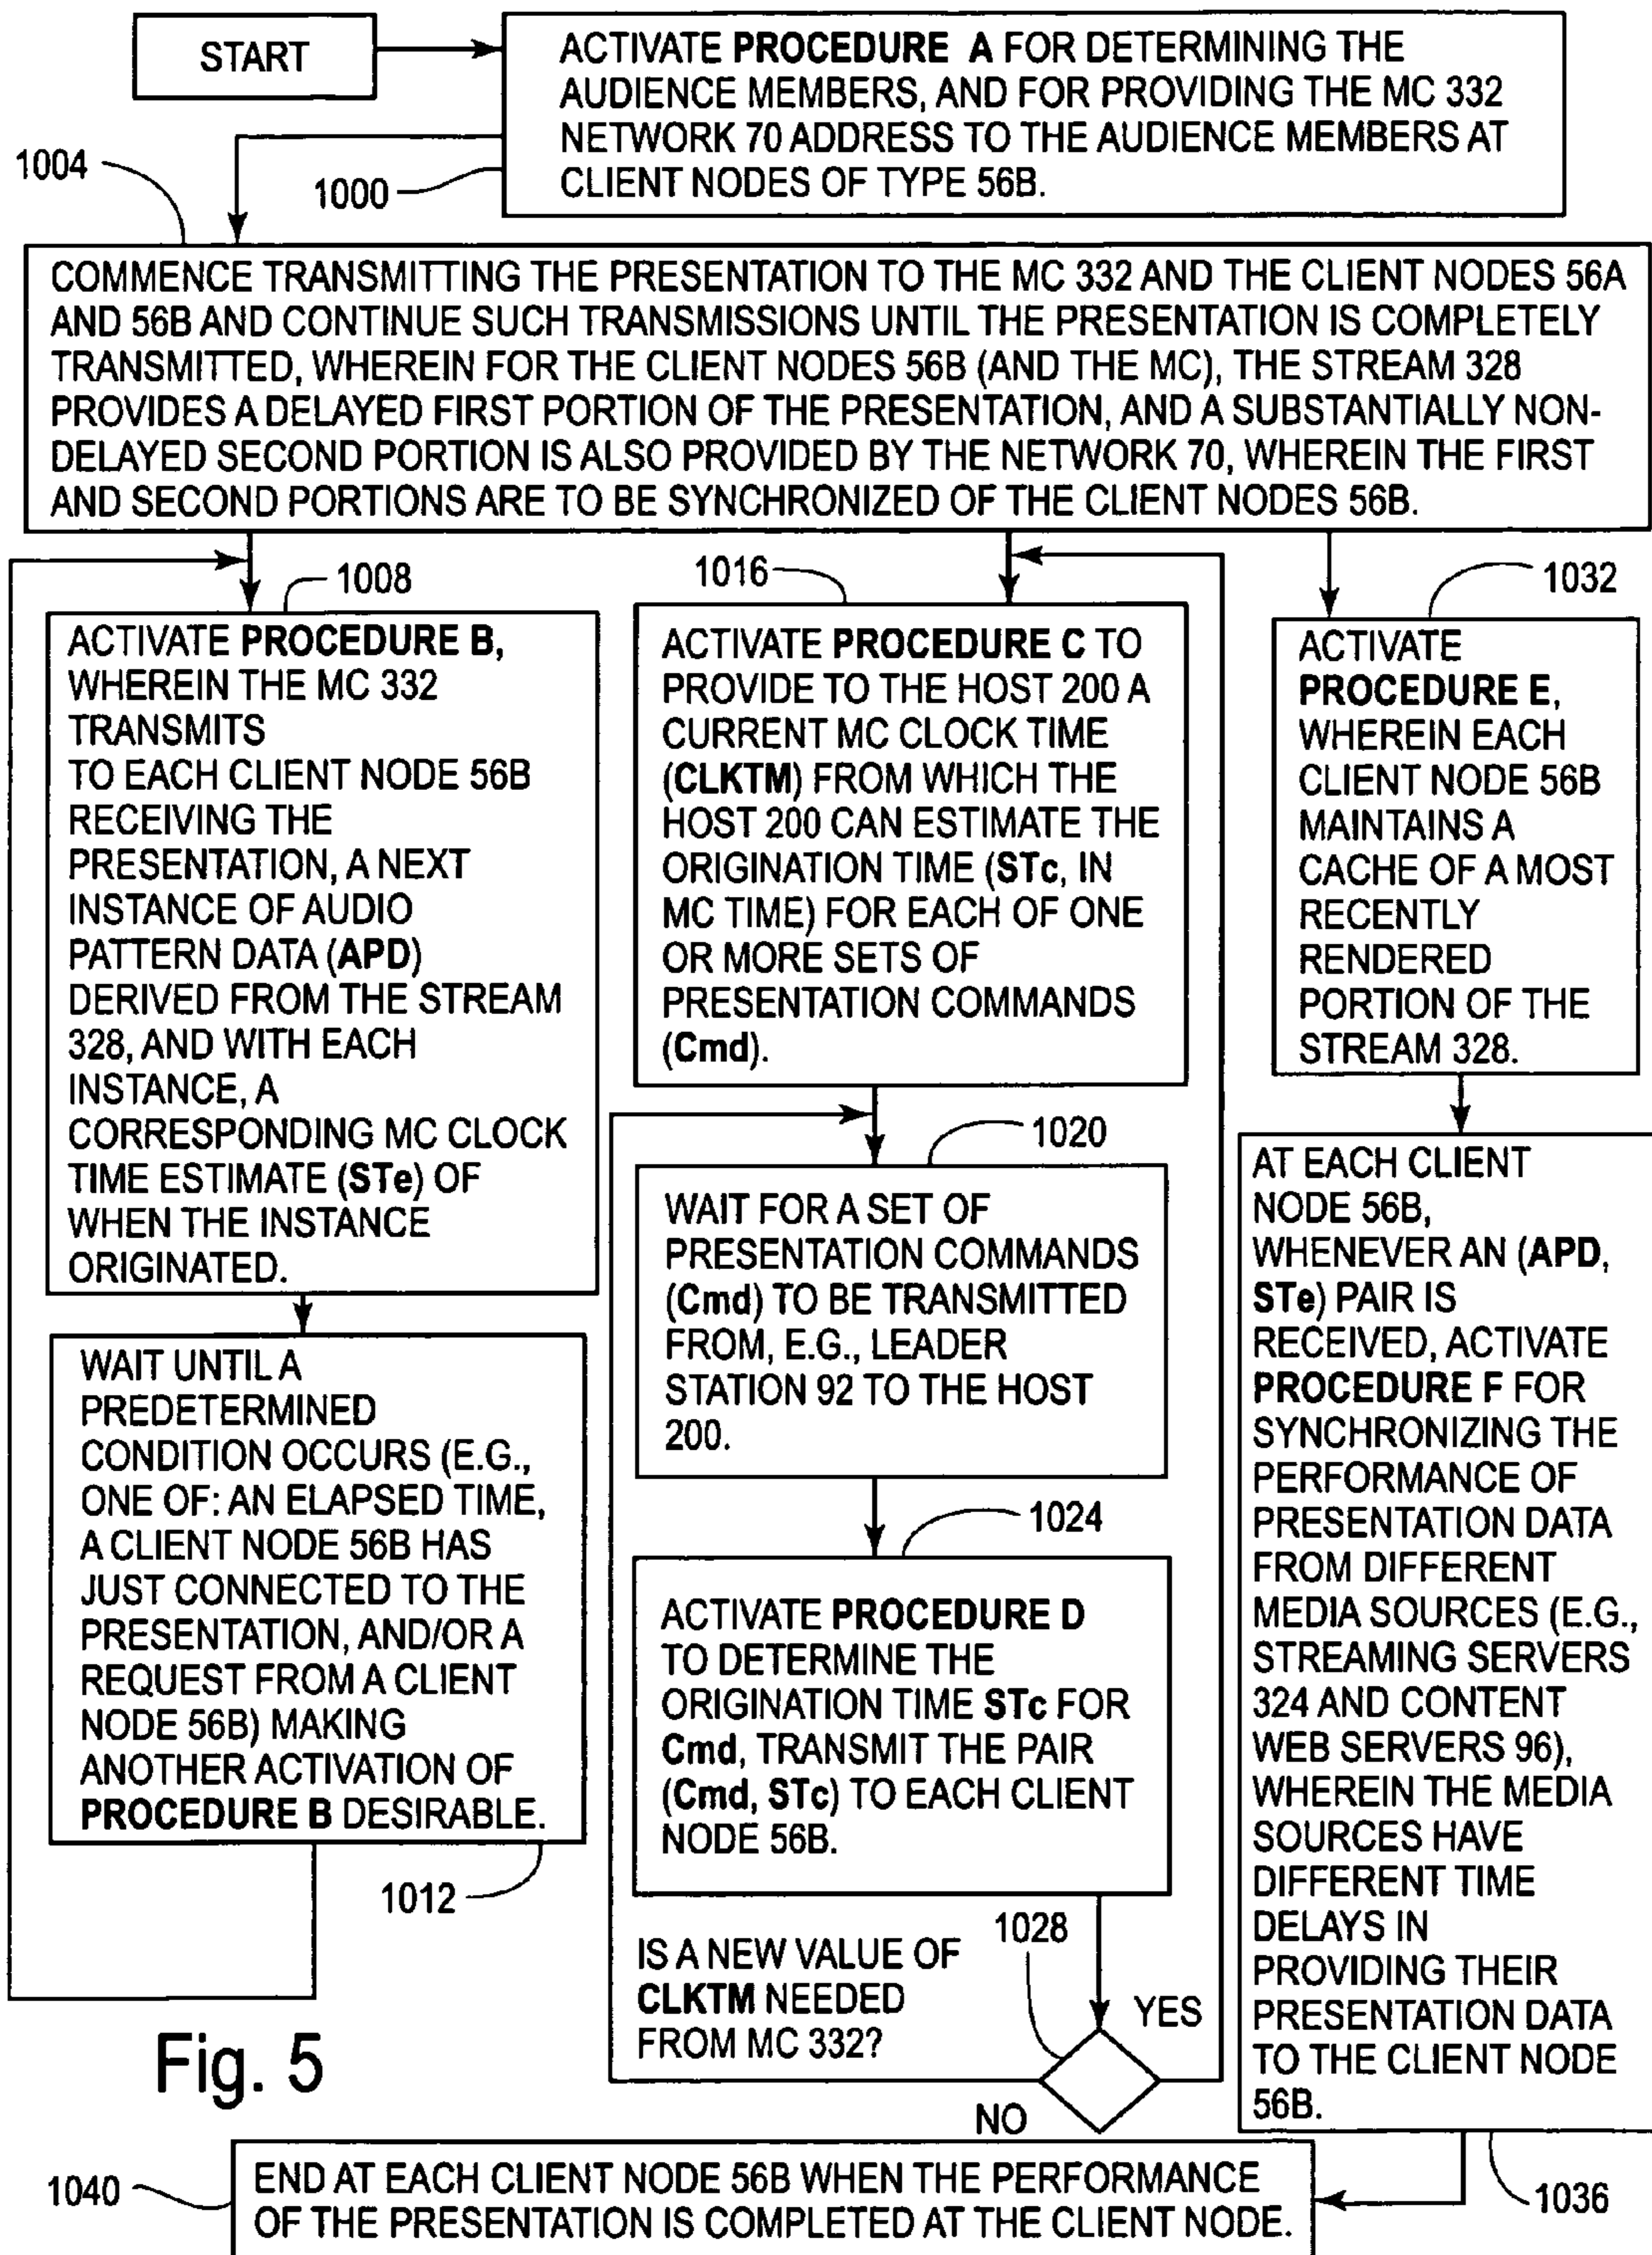 START
ACTIVATE PROCEDURE A FOR DETERMINING THE
AUDIENCE MEMBERS, AND FOR PROVIDING THE MC 332
NETWORK 70 ADDRESS TO THE AUDIENCE MEMBERS AT
CLIENT NODES OF TYPE 56B.
1004
1000
COMMENCE TRANSMITTING THE PRESENTATION TO THE MC 332 AND THE CLIENT NODES 56A
AND 56B AND CONTINUE SUCH TRANSMISSIONS UNTIL THE PRESENTATION IS COMPLETELY
TRANSMITTED, WHEREIN FOR THE CLIENT NODES 56B (AND THE MC), THE STREAM 328
PROVIDES A DELAYED FIRST PORTION OF THE PRESENTATION, AND A SUBSTANTIALLY NON-
DELAYED SECOND PORTION IS ALSO PROVIDED BY THE NETWORK 70, WHEREIN THE FIRST
AND SECOND PORTIONS ARE TO BE SYNCHRONIZED OF THE CLIENT NODES 56B.
1008
ACTIVATE PROCEDURE B,
WHEREIN THE MC 332
TRANSMITS
TO EACH CLIENT NODE 56B
RECEIVING THE
PRESENTATION, A NEXT
INSTANCE OF AUDIO
PATTERN DATA (APD)
DERIVED FROM THE STREAM
328, AND WITH EACH
INSTANCE, A
CORRESPONDING MC CLOCK
TIME ESTIMATE (STe) OF
WHEN THE INSTANCE
ORIGINATED.
WAIT UNTIL A
PREDETERMINED
CONDITION OCCURS (E.G.,
ONE OF: AN ELAPSED TIME,
A CLIENT NODE 56B HAS
JUST CONNECTED TO THE
PRESENTATION, AND/OR A
REQUEST FROM A CLIENT
NODE 56B) MAKING
ANOTHER ACTIVATION OF
PROCEDURE B DESIRABLE.
1012
1016
ACTIVATE PROCEDURE C TO
PROVIDE TO THE HOST 200 A
CURRENT MC CLOCK TIME
(CLKTM) FROM WHICH THE
HOST 200 CAN ESTIMATE THE
ORIGINATION TIME (STc, IN
MC TIME) FOR EACH OF ONE
OR MORE SETS OF
PRESENTATION COMMANDS
(Cmd).
1020
WAIT FOR A SET OF
PRESENTATION COMMANDS
(Cmd) TO BE TRANSMITTED
FROM, E.G., LEADER
STATION 92 TO THE HOST
200.
1024
ACTIVATE PROCEDURE D
TO DETERMINE THE
ORIGINATION TIME STc FOR
Cmd, TRANSMIT THE PAIR
(Cmd, STc) TO EACH CLIENT
NODE 56B.
1028
IS A NEW VALUE OF
CLKTM NEEDED
FROM MC 332?
YES
NO
1032
ACTIVATE
PROCEDURE E,
WHEREIN EACH
CLIENT NODE 56B
MAINTAINS A
CACHE OF A MOST
RECENTLY
RENDERED
PORTION OF THE
STREAM 328.
AT EACH CLIENT
NODE 56B,
WHENEVER AN (APD,
STe) PAIR IS
RECEIVED, ACTIVATE
PROCEDURE F FOR
SYNCHRONIZING THE
PERFORMANCE OF
PRESENTATION DATA
FROM DIFFERENT
MEDIA SOURCES (E.G.,
STREAMING SERVERS
324 AND CONTENT
WEB SERVERS 96),
WHEREIN THE MEDIA
SOURCES HAVE
DIFFERENT TIME
DELAYS IN
PROVIDING THEIR
PRESENTATION DATA
TO THE CLIENT NODE
56B.
1036
Fig. 5
1040
END AT EACH CLIENT NODE 56B WHEN THE PERFORMANCE
OF THE PRESENTATION IS COMPLETED AT THE CLIENT NODE.